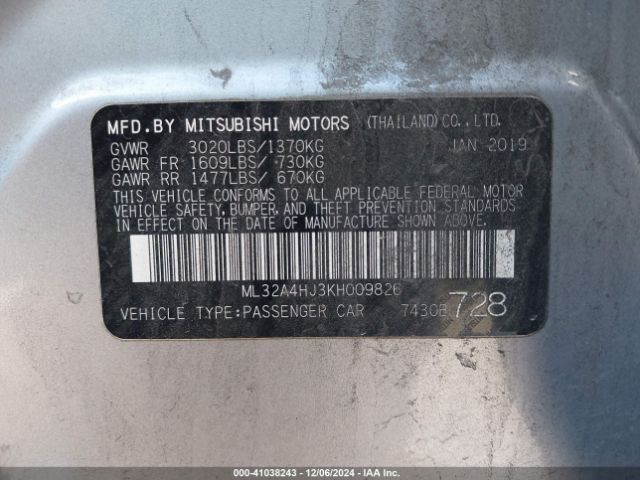 MFD.BY MITSUBISHI MOTORS (THAILAND)CO.,LTD.
GVWR 3020LBS/1370KG JAN 2019
GAWR FR 1609LBS/ 730KG
GAWR RR 1477LBS/ 670KG
THIS VEHICLE CONFORMS TO ALL APPLICABLE FEDERAL MOTOR
VEHICLE SAFETY,BUMPER,AND THEFT PREVENTION STANDARDS
IN EFFECT ON THE DATE OF MANUFACTURE SHOWN ABOVE.
ML32A4HJ3KH009826
VEHICLE TYPE:PASSENGER CAR 7430B 728
000-41038243 - 12/06/2024 - IAA Inc.